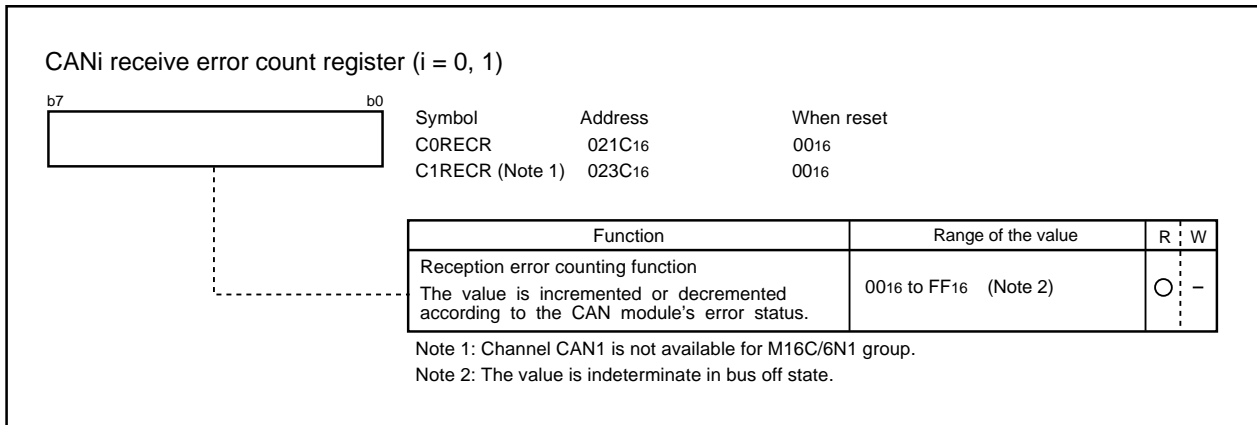 CANi receive error count register (i = 0, 1)
b7 b0
Symbol Address When reset
C0RECR 021C16 0016
C1RECR (Note 1) 023C16 0016
Function Range of the value R W
Reception error counting function
The value is incremented or decremented
according to the CAN module's error status.
0016 to FF16 (Note 2) ○ –
Note 1: Channel CAN1 is not available for M16C/6N1 group.
Note 2: The value is indeterminate in bus off state.